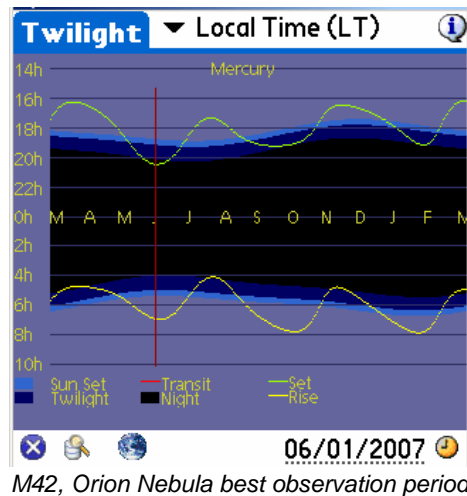 Twilight Local Time (LT)
14h Mercury
16h
18h
20h
22h
0h M A M J J A S O N D J F M
2h
4h
6h
8h
10h
Sun Set Transit Set
Twilight Night Rise
06/01/2007
M42, Orion Nebula best observation period